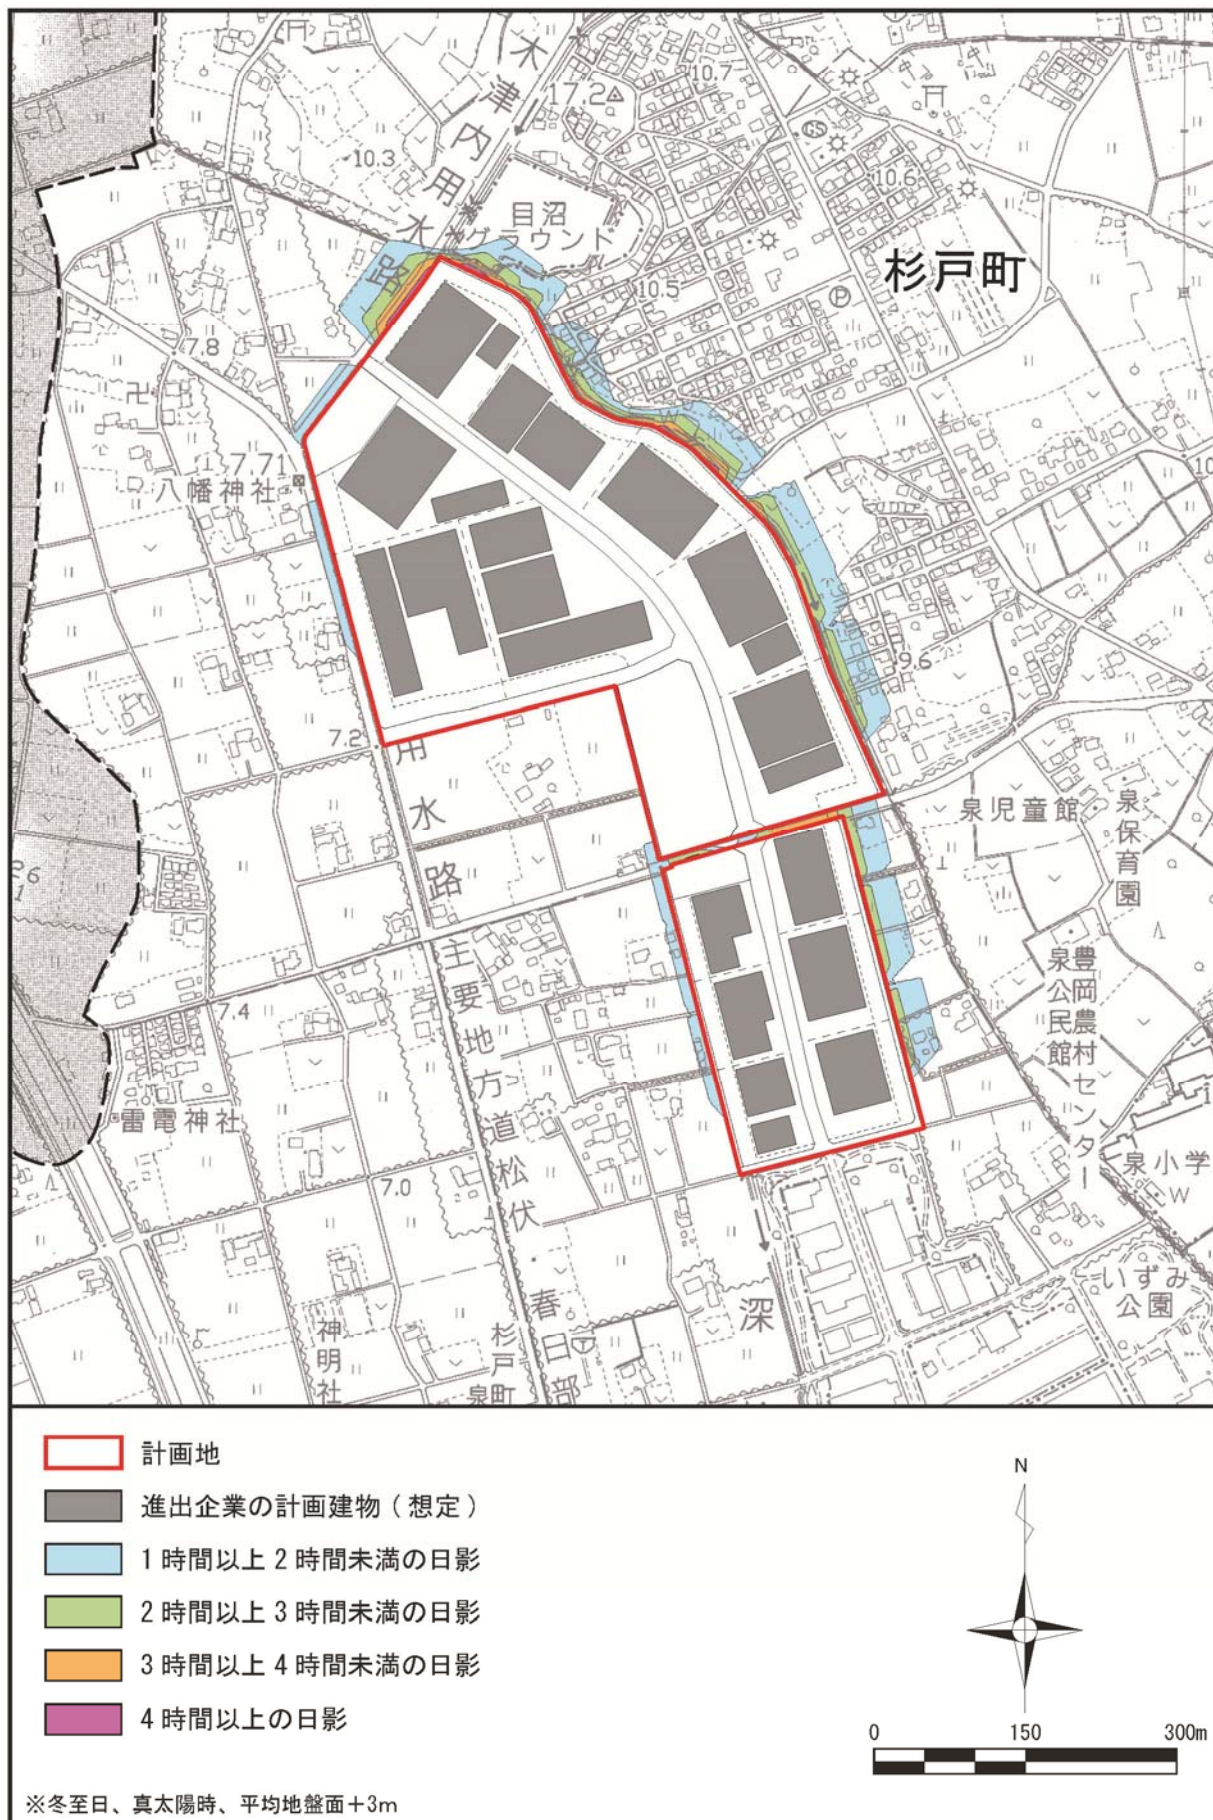 木津内用水路
17.2
10.7
GS
10.6
10.3
目沼
グラウンド
杉戸町
10.5
P
7.8
卍
7.71
八幡神社
9.6
7.2
用水路
泉児童館
泉保育園
豊岡農村センター
泉公民館
主要地方道松伏
春日部
7.4
雷電神社
泉小学
W
7.0
いずみ
公園
深
神明社
杉戸町
泉
計画地
進出企業の計画建物（想定）
1時間以上2時間未満の日影
2時間以上3時間未満の日影
3時間以上4時間未満の日影
4時間以上の日影
N
0 150 300m
※冬至日、真太陽時、平均地盤面＋3m